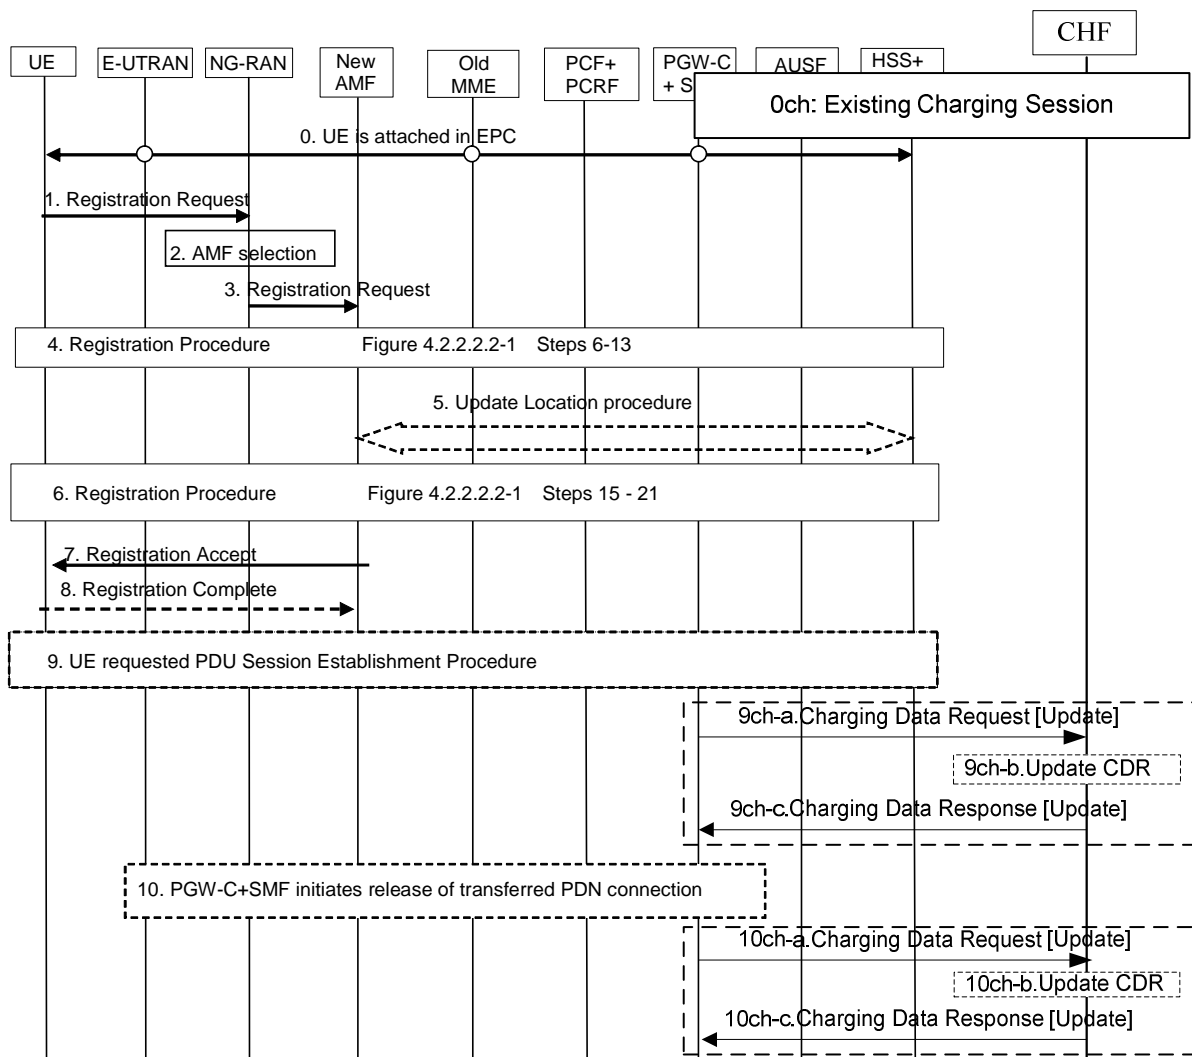 CHF
UE
E-UTRAN
NG-RAN
New
AMF
Old
MME
PCF+
PCRF
PGW-C
+ S
AUSF
HSS+
0ch: Existing Charging Session
0. UE is attached in EPC
1. Registration Request
2. AMF selection
3. Registration Request
4. Registration Procedure Figure 4.2.2.2.2-1 Steps 6-13
5. Update Location procedure
6. Registration Procedure Figure 4.2.2.2.2-1 Steps 15 - 21
7. Registration Accept
8. Registration Complete
9. UE requested PDU Session Establishment Procedure
9ch-a.Charging Data Request [Update]
9ch-b.Update CDR
9ch-c.Charging Data Response [Update]
10. PGW-C+SMF initiates release of transferred PDN connection
10ch-a.Charging Data Request [Update]
10ch-b.Update CDR
10ch-c.Charging Data Response [Update]